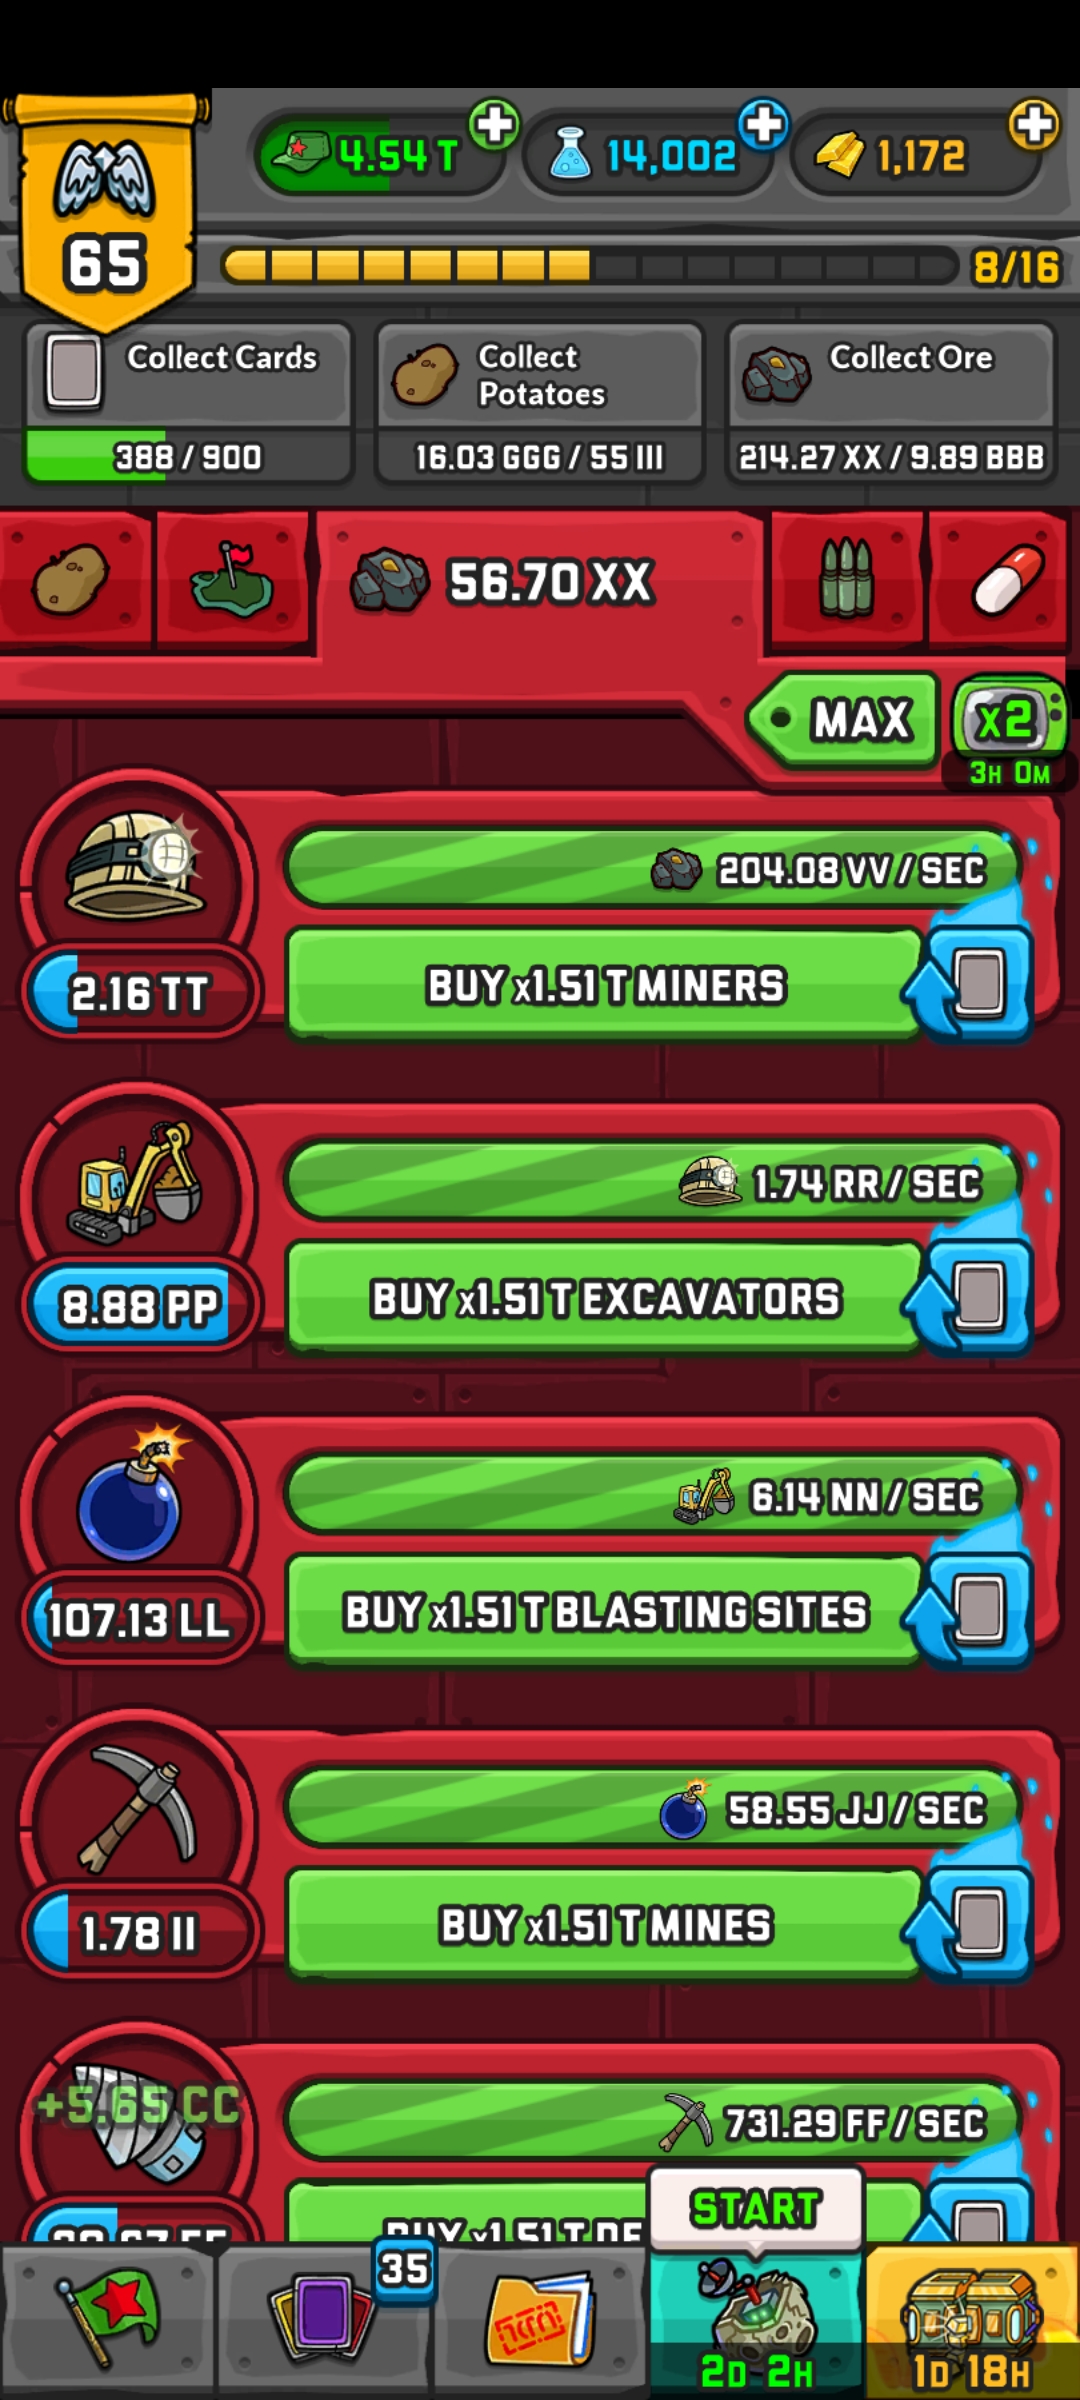 4.54 T
14,002
1,172
65
8/16
Collect Cards
388 / 900
Collect
Potatoes
16.03 GGG / 55 III
Collect Ore
214.27 XX / 9.89 BBB
56.70 XX
MAX
x2
3H 0M
204.08 VV / SEC
2.16 TT
BUY x1.51 T MINERS
1.74 RR / SEC
8.88 PP
BUY x1.51 T EXCAVATORS
6.14 NN / SEC
107.13 LL
BUY x1.51 T BLASTING SITES
58.55 JJ / SEC
1.78 II
BUY x1.51 T MINES
+5.65 CC
731.29 FF / SEC
BUY x1.51 T DE
START
35
2D 2H
1D 18H